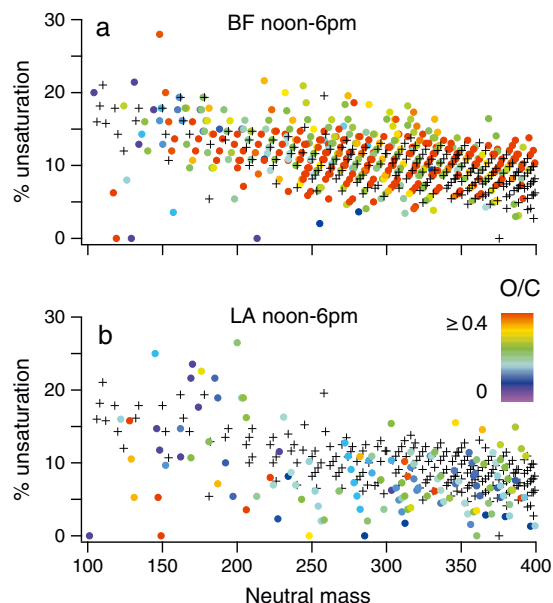 a BF noon-6pm
30
20
10
0
% unsaturation
b LA noon-6pm
O/C
≥ 0.4
0
30
20
10
0
% unsaturation
100 150 200 250 300 350 400
Neutral mass